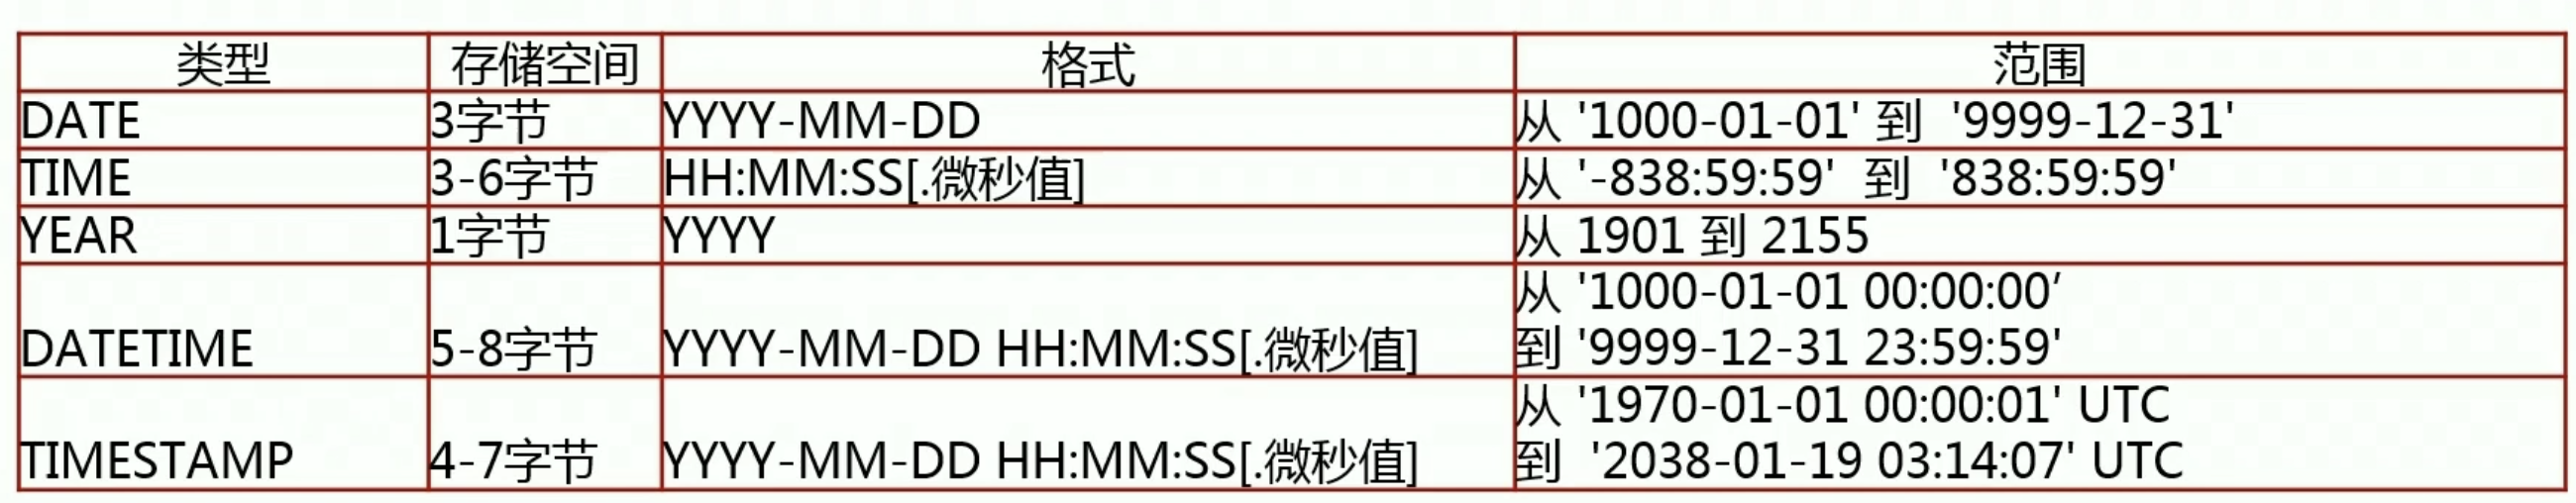 类型 存储空间 格式 范围
DATE 3字节 YYYY-MM-DD 从 '1000-01-01' 到 '9999-12-31'
TIME 3-6字节 HH:MM:SS[.微秒值] 从 '-838:59:59' 到 '838:59:59'
YEAR 1字节 YYYY 从 1901 到 2155
从 '1000-01-01 00:00:00’
DATETIME 5-8字节 YYYY-MM-DD HH:MM:SS[.微秒值] 到 '9999-12-31 23:59:59'
从 '1970-01-01 00:00:01' UTC
TIMESTAMP 4-7字节 YYYY-MM-DD HH:MM:SS[.微秒值] 到 '2038-01-19 03:14:07' UTC